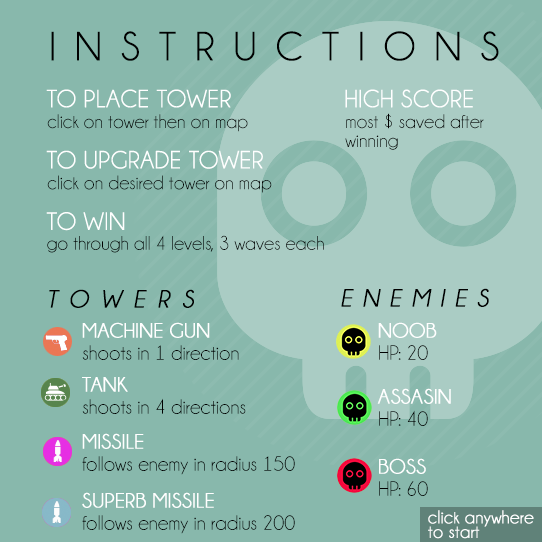 INSTRUCTIONS
TO PLACE TOWER
click on tower then on map
TO UPGRADE TOWER
click on desired tower on map
TO WIN
go through all 4 levels, 3 waves each
HIGH SCORE
most $ saved after
winning
TOWERS
MACHINE GUN
shoots in 1 direction
TANK
shoots in 4 directions
MISSILE
follows enemy in radius 150
SUPERB MISSILE
follows enemy in radius 200
ENEMIES
NOOB
HP: 20
ASSASIN
HP: 40
BOSS
HP: 60
click anywhere
to start